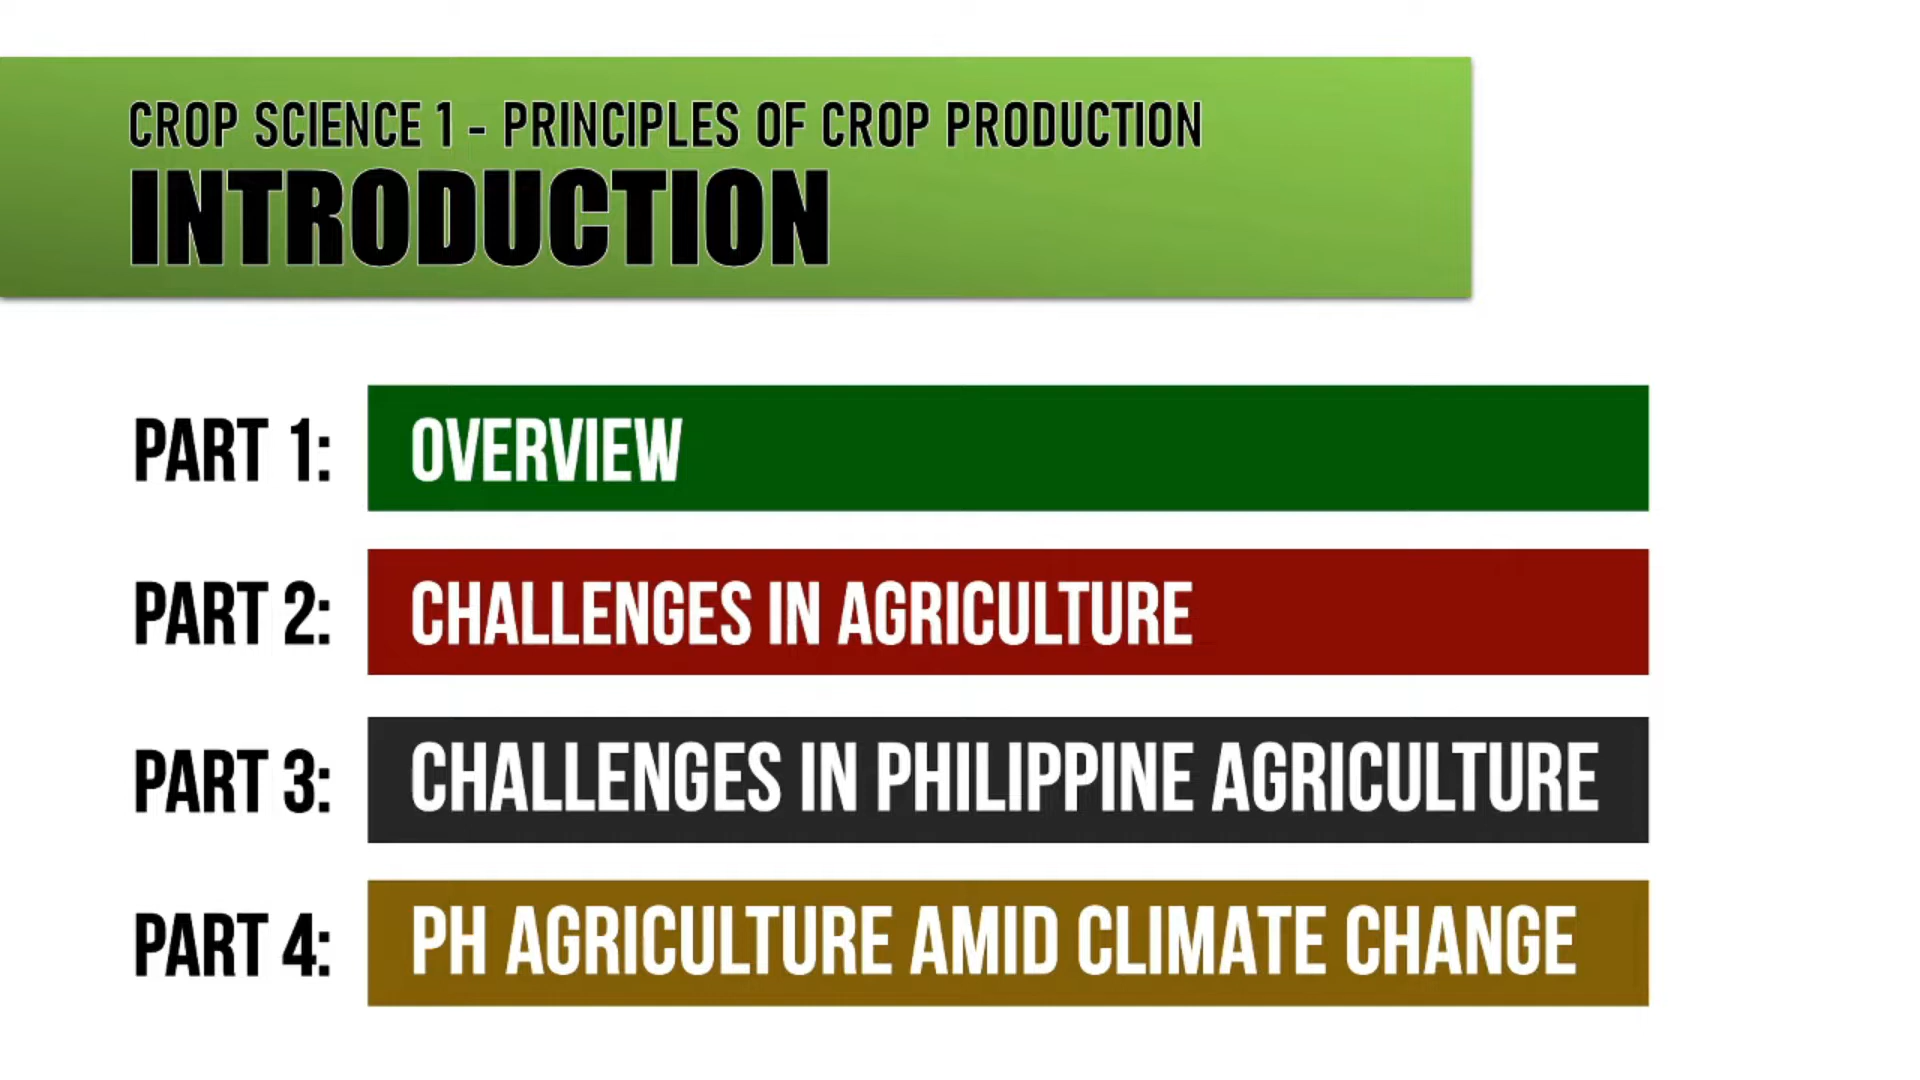 CROP SCIENCE 1 - PRINCIPLES OF CROP PRODUCTION
INTRODUCTION
PART 1: OVERVIEW
PART 2: CHALLENGES IN AGRICULTURE
PART 3: CHALLENGES IN PHILIPPINE AGRICULTURE
PART 4: PH AGRICULTURE AMID CLIMATE CHANGE